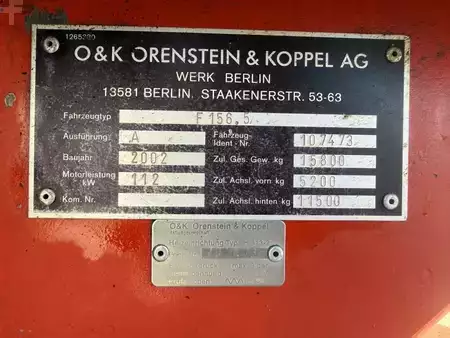 1265280
O&K ORENSTEIN & KOPPEL AG
WERK BERLIN
13581 BERLIN, STAAKENERSTR. 53-63
Fahrzeugtyp F156,5
Ausführung A Fahrzeug- Ident - Nr. 107473
Baujahr 2002 Zul. Ges. Gew. kg 15800
Motorleistung kW 112 Zul. Achsl. vorn kg 5200
Kom. Nr. Zul. Achsl. hinten kg 11500
O&K Orenstein & Koppel